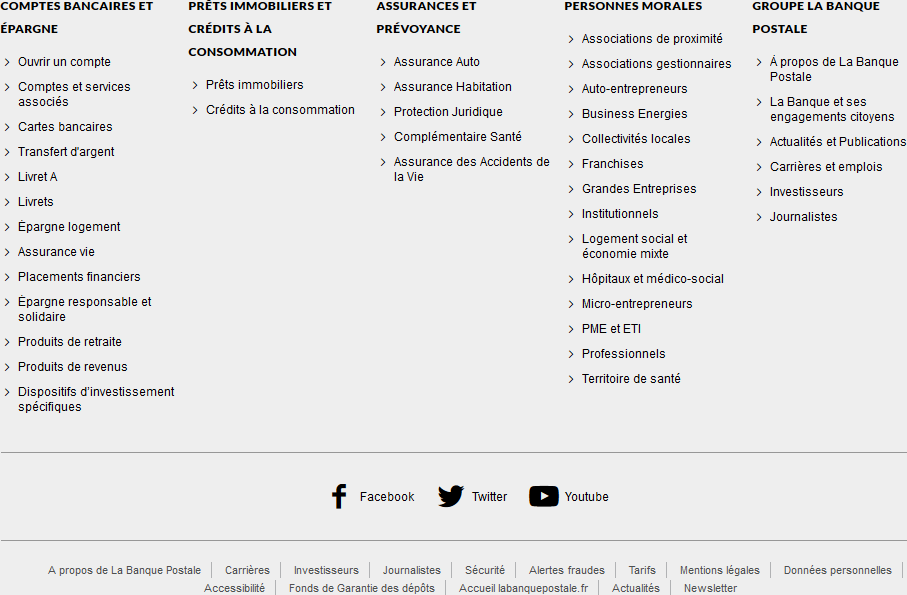 COMPTES BANCAIRES ET
ÉPARGNE
Ouvrir un compte
Comptes et services
associés
Cartes bancaires
Transfert d'argent
Livret A
Livrets
Épargne logement
Assurance vie
Placements financiers
Épargne responsable et
solidaire
Produits de retraite
Produits de revenus
Dispositifs d'investissement
spécifiques
PRÊTS IMMOBILIERS ET
CRÉDITS À LA
CONSOMMATION
Prêts immobiliers
Crédits à la consommation
ASSURANCES ET
PRÉVOYANCE
Assurance Auto
Assurance Habitation
Protection Juridique
Complémentaire Santé
Assurance des Accidents de
la Vie
PERSONNES MORALES
Associations de proximité
Associations gestionnaires
Auto-entrepreneurs
Business Energies
Collectivités locales
Franchises
Grandes Entreprises
Institutionnels
Logement social et
économie mixte
Hôpitaux et médico-social
Micro-entrepreneurs
PME et ETI
Professionnels
Territoire de santé
GROUPE LA BANQUE
POSTALE
À propos de La Banque
Postale
La Banque et ses
engagements citoyens
Actualités et Publications
Carrières et emplois
Investisseurs
Journalistes
Facebook Twitter Youtube
A propos de La Banque Postale Carrières Investisseurs Journalistes Sécurité Alertes fraudes Tarifs Mentions légales Données personnelles
Accessibilité Fonds de Garantie des dépôts Accueil labanquepostale.fr Actualités Newsletter